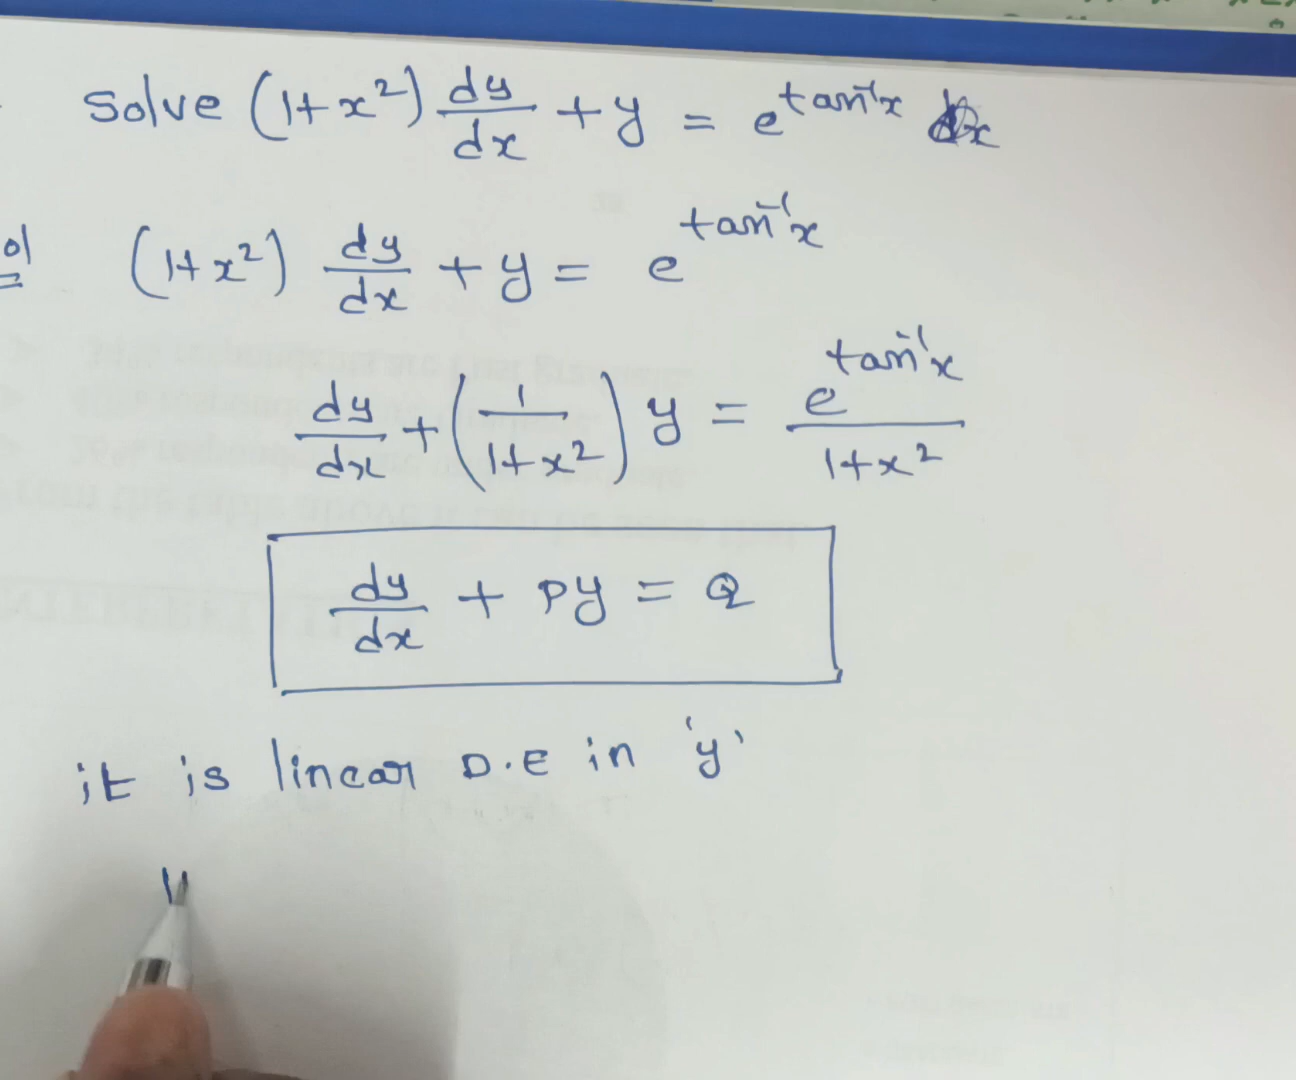 Solve (1+x²) dy/dx + y = e^tan⁻¹x
ol (1+x²) dy/dx + y = e^tan⁻¹x
dy/dx + (1/1+x²) y = e^tan⁻¹x/1+x²
dy/dx + Py = Q
it is linear D.E in 'y'